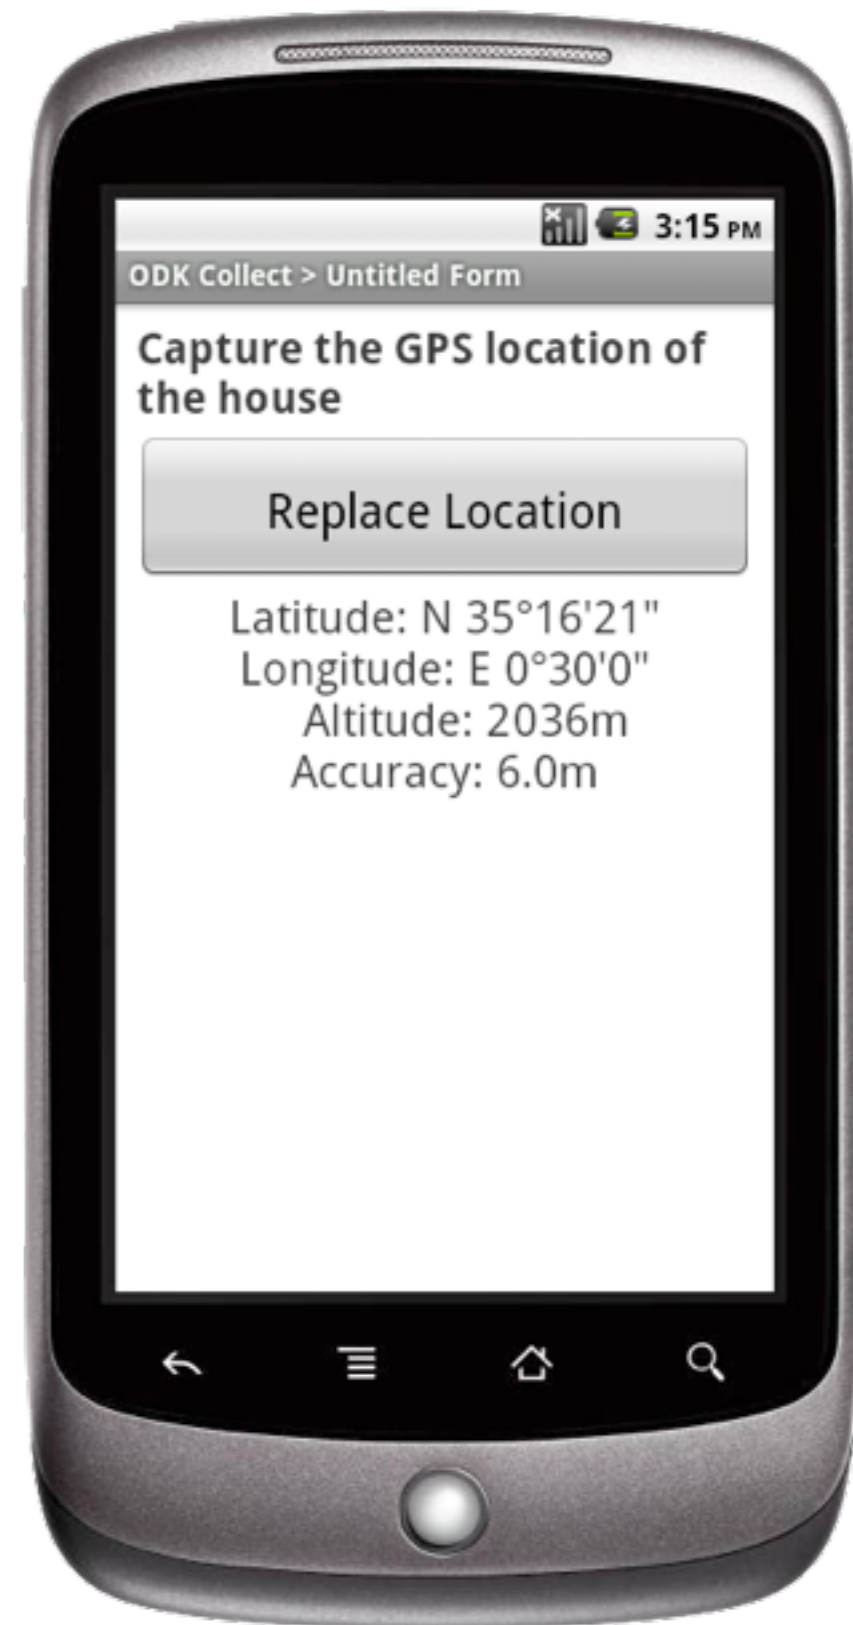 3:15 PM
ODK Collect > Untitled Form
Capture the GPS location of
the house
Replace Location
Latitude: N 35°16'21"
Longitude: E 0°30'0"
Altitude: 2036m
Accuracy: 6.0m